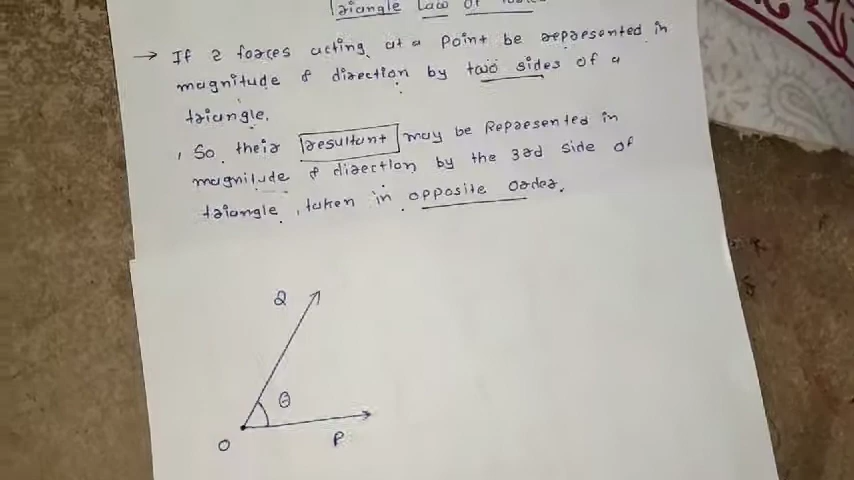 Triangle Law of Forces
→ If 2 forces acting at a point be represented in
magnitude & direction by two sides of a
triangle.
So their resultant may be Represented in
magnitude & direction by the 3rd side of
triangle, taken in opposite order.
Q
θ
O
P